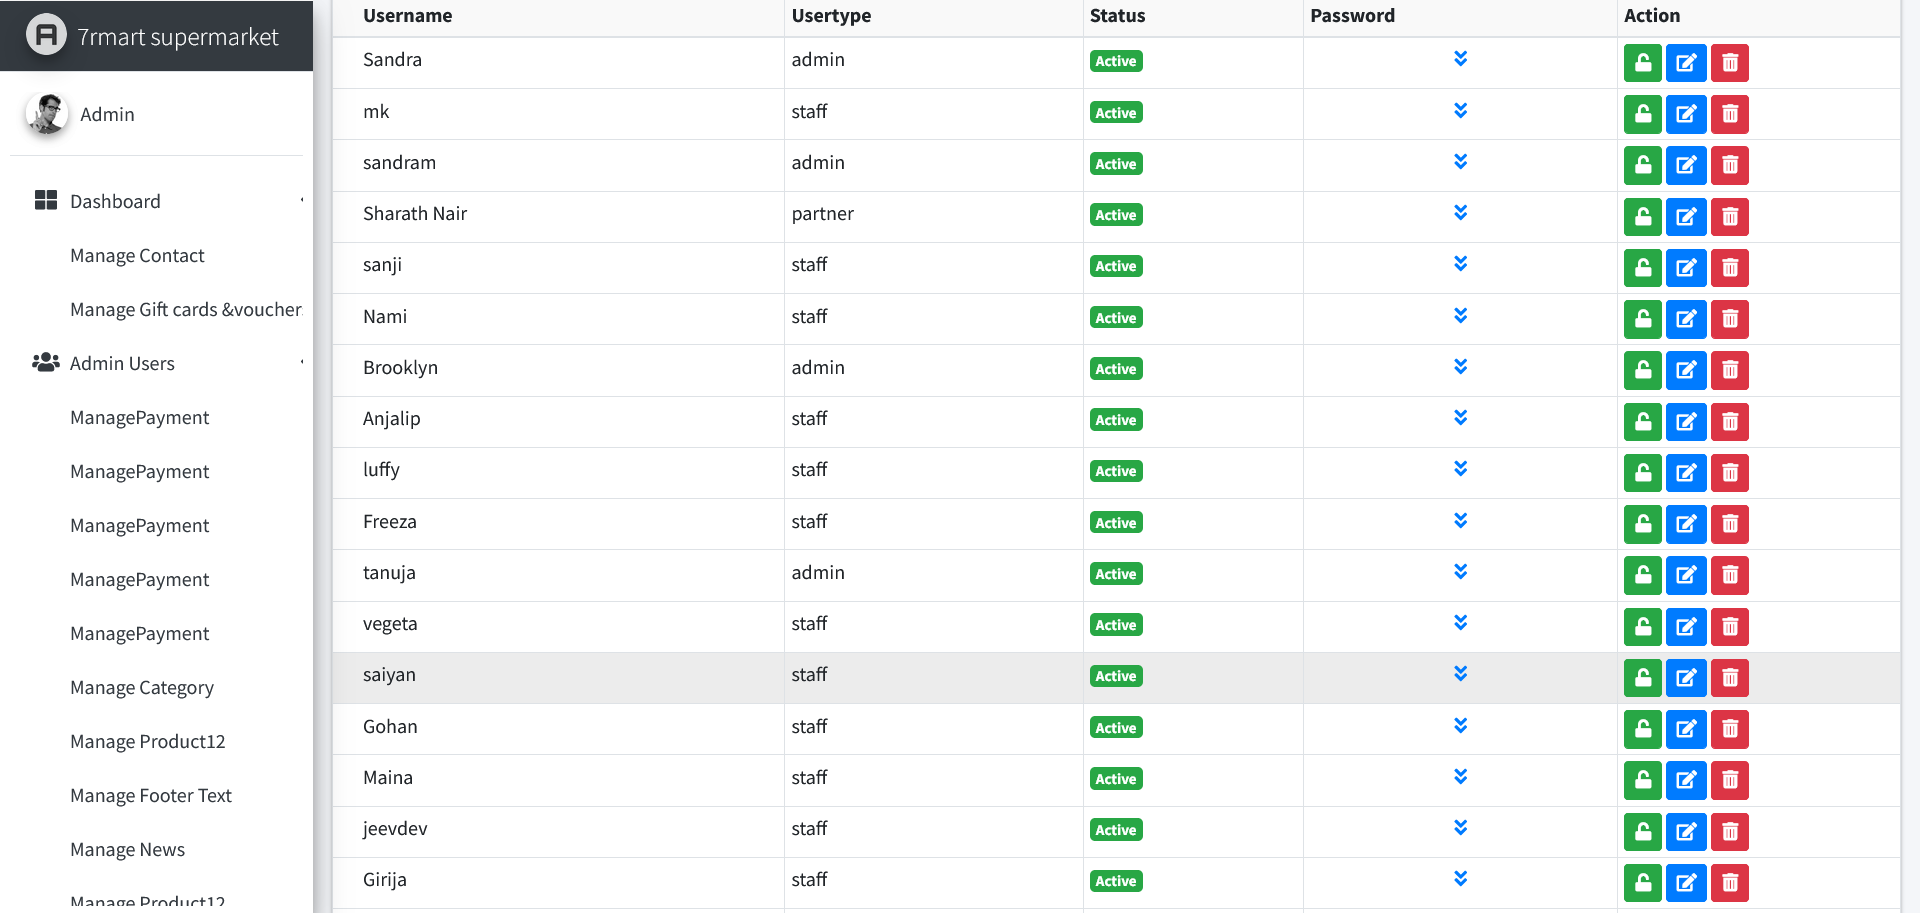 7rmart supermarket
Admin
Dashboard
Manage Contact
Manage Gift cards &voucher
Admin Users
ManagePayment
ManagePayment
ManagePayment
ManagePayment
ManagePayment
Manage Category
Manage Product12
Manage Footer Text
Manage News
Manage Product12
Username Usertype Status Password Action
Sandra admin Active
mk staff Active
sandram admin Active
Sharath Nair partner Active
sanji staff Active
Nami staff Active
Brooklyn admin Active
Anjalip staff Active
luffy staff Active
Freeza staff Active
tanuja admin Active
vegeta staff Active
saiyan staff Active
Gohan staff Active
Maina staff Active
jeevdev staff Active
Girija staff Active